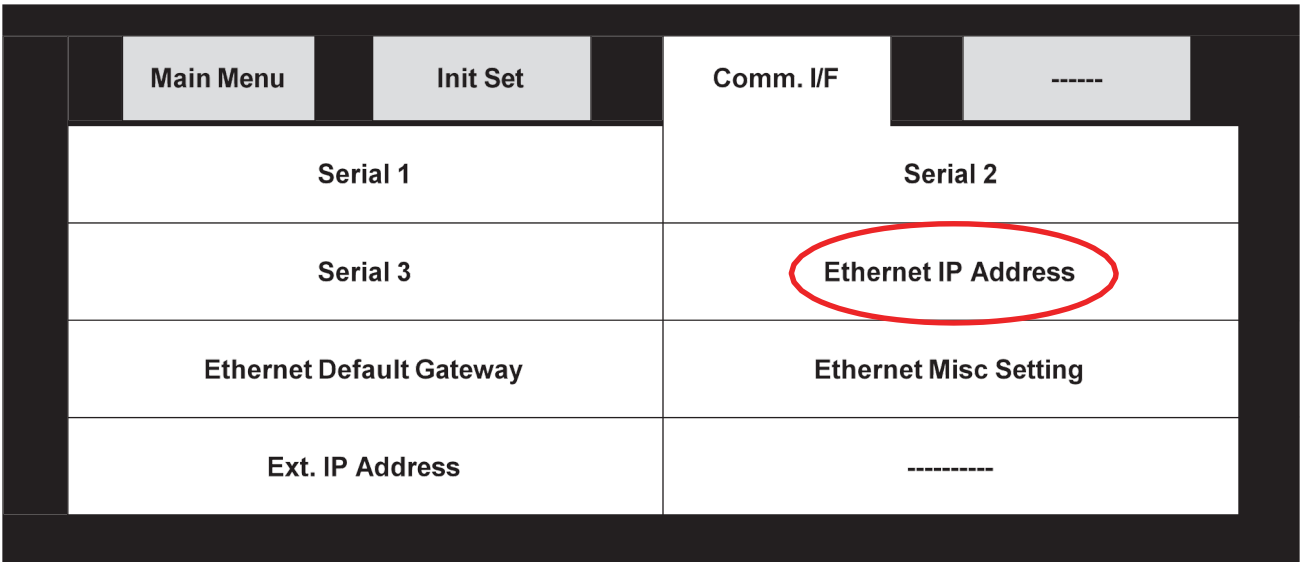 Main Menu Init Set Comm. I/F ------
Serial 1 Serial 2
Serial 3 Ethernet IP Address
Ethernet Default Gateway Ethernet Misc Setting
Ext. IP Address ----------